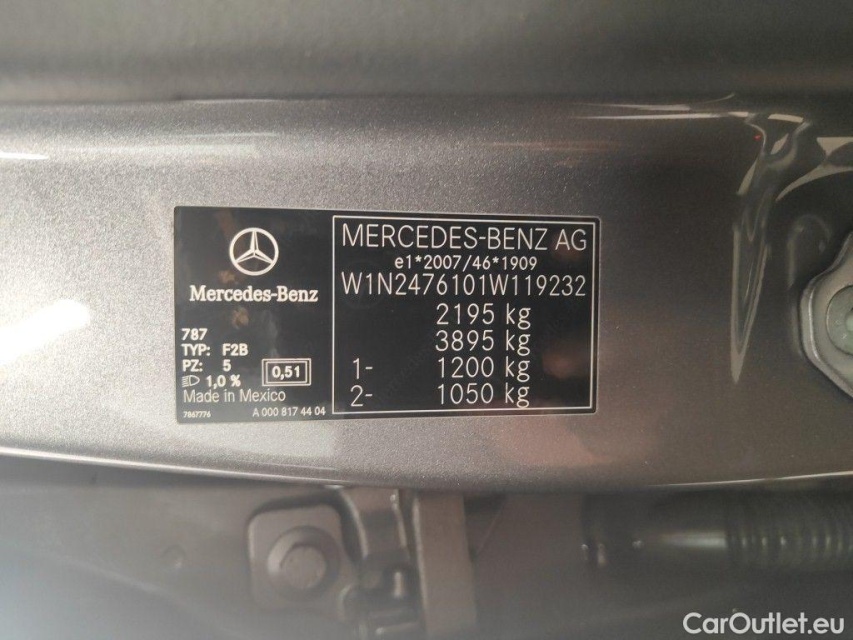 Mercedes-Benz
787
TYP: F2B
PZ: 5
1,0 %
0,51
Made in Mexico
7867776
A 000 817 44 04
MERCEDES-BENZ AG
e1*2007/46*1909
W1N2476101W119232
2195 kg
3895 kg
1- 1200 kg
2- 1050 kg
CarOutlet.eu